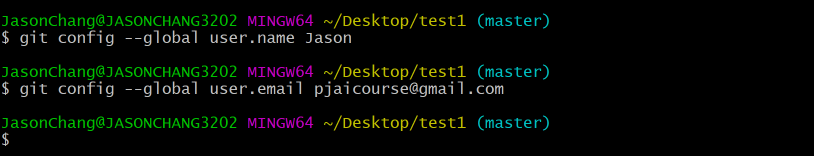 JasonChang@JASONCHANG3202 MINGW64 ~/Desktop/test1 (master)
$ git config --global user.name Jason
JasonChang@JASONCHANG3202 MINGW64 ~/Desktop/test1 (master)
$ git config --global user.email pjaicourse@gmail.com
JasonChang@JASONCHANG3202 MINGW64 ~/Desktop/test1 (master)
$